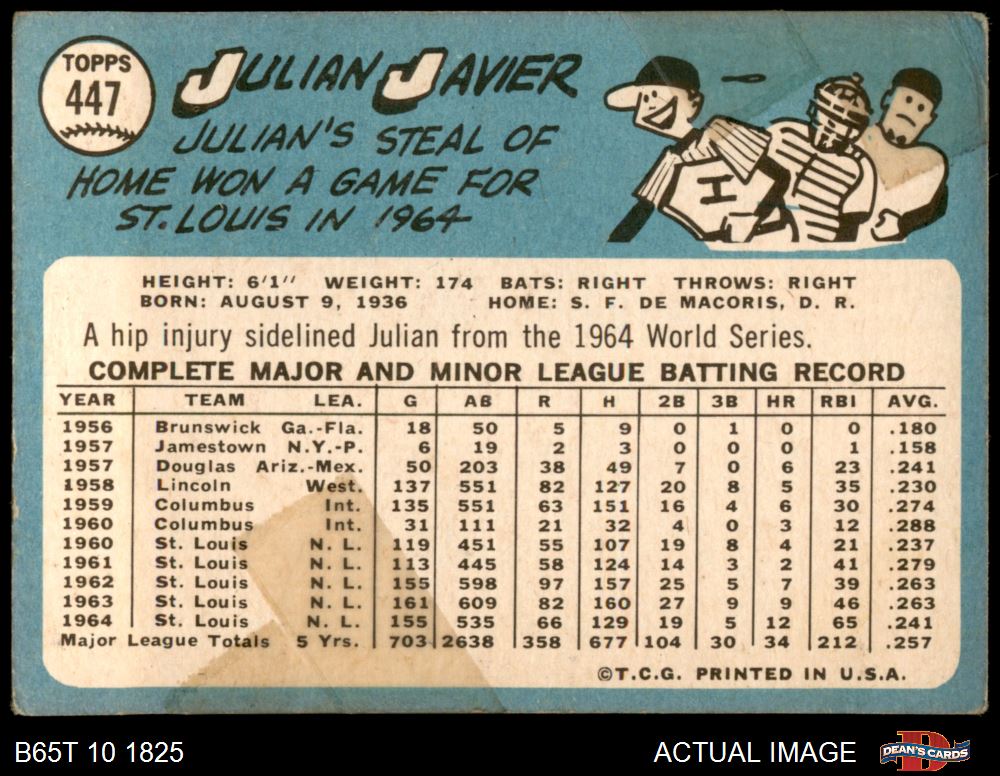 TOPPS
447
JULIAN JAVIER
JULIAN'S STEAL OF
HOME WON A GAME FOR
ST. LOUIS IN 1964
H
HEIGHT: 6'1" WEIGHT: 174 BATS: RIGHT THROWS: RIGHT
BORN: AUGUST 9, 1936 HOME: S. F. DE MACORIS, D. R.
A hip injury sidelined Julian from the 1964 World Series.
COMPLETE MAJOR AND MINOR LEAGUE BATTING RECORD
YEAR TEAM LEA. G AB R H 2B 3B HR RBI AVG.
1956 Brunswick Ga.-Fla. 18 50 5 9 0 1 0 0 .180
1957 Jamestown N.Y.-P. 6 19 2 3 0 0 0 1 .158
1957 Douglas Ariz.-Mex. 50 203 38 49 7 0 6 23 .241
1958 Lincoln West. 137 551 82 127 20 8 5 35 .230
1959 Columbus Int. 135 551 63 151 16 4 6 30 .274
1960 Columbus Int. 31 111 21 32 4 0 3 12 .288
1960 St. Louis N. L. 119 451 55 107 19 8 4 21 .237
1961 St. Louis N. L. 113 445 58 124 14 3 2 41 .279
1962 St. Louis N. L. 155 598 97 157 25 5 7 39 .263
1963 St. Louis N. L. 161 609 82 160 27 9 9 46 .263
1964 St. Louis N. L. 155 535 66 129 19 5 12 65 .241
Major League Totals 5 Yrs. 703 2638 358 677 104 30 34 212 .257
©T.C.G. PRINTED IN U.S.A.
B65T 10 1825 ACTUAL IMAGE DEAN'S CARDS